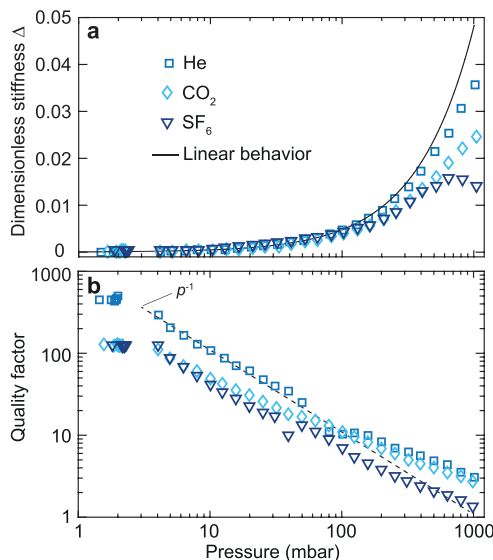 a
Dimensionless stiffness Δ
0.05
0.04
0.03
0.02
0.01
0
He
CO₂
SF₆
Linear behavior
b
Quality factor
1000
100
10
1
p⁻¹
1 10 100 1000
Pressure (mbar)